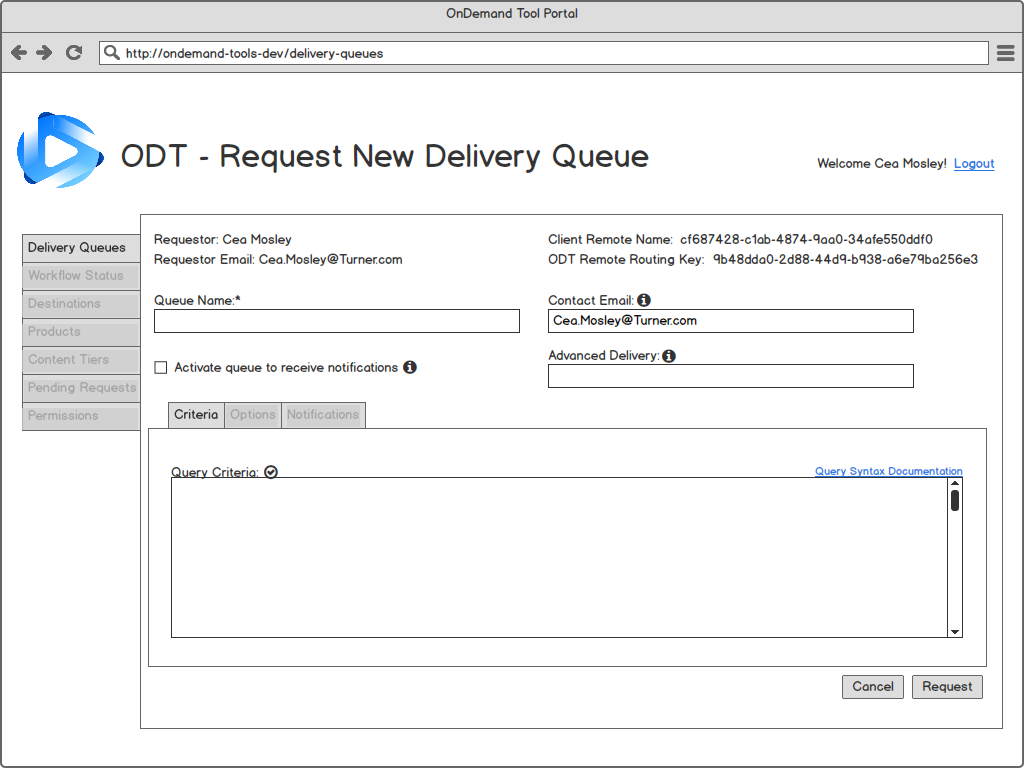 OnDemand Tool Portal
http://ondemand-tools-dev/delivery-queues
ODT - Request New Delivery Queue
Welcome Cea Mosley! Logout
Delivery Queues
Workflow Status
Destinations
Products
Content Tiers
Pending Requests
Permissions
Requestor: Cea Mosley
Requestor Email: Cea.Mosley@Turner.com
Client Remote Name: cf687428-c1ab-4874-9aa0-34afe550ddf0
ODT Remote Routing Key: 9b48dda0-2d88-44d9-b938-a6e79ba256e3
Queue Name:*
Contact Email:
Cea.Mosley@Turner.com
Activate queue to receive notifications
Advanced Delivery:
Criteria Options Notifications
Query Criteria:
Query Syntax Documentation
Cancel Request